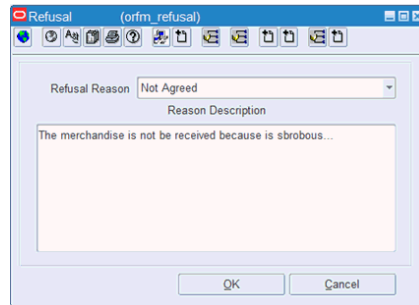 Refusal (orfm_refusal)
Refusal Reason Not Agreed
Reason Description
The merchandise is not be received because is sbrobous...
OK Cancel